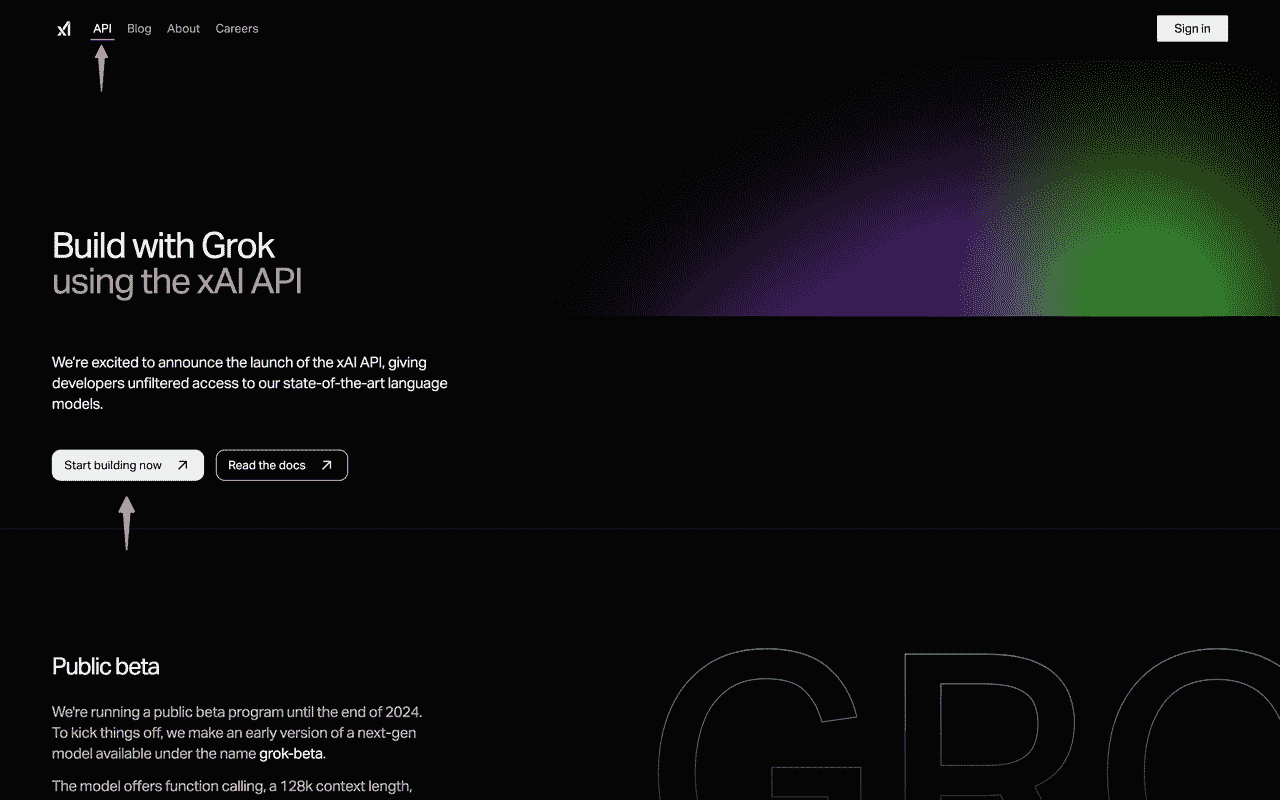 xI API Blog About Careers Sign in
Build with Grok
using the xAI API
We’re excited to announce the launch of the xAI API, giving
developers unfiltered access to our state-of-the-art language
models.
Start building now Read the docs
Public beta
We're running a public beta program until the end of 2024.
To kick things off, we make an early version of a next-gen
model available under the name grok-beta.
The model offers function calling, a 128k context length,
GRO